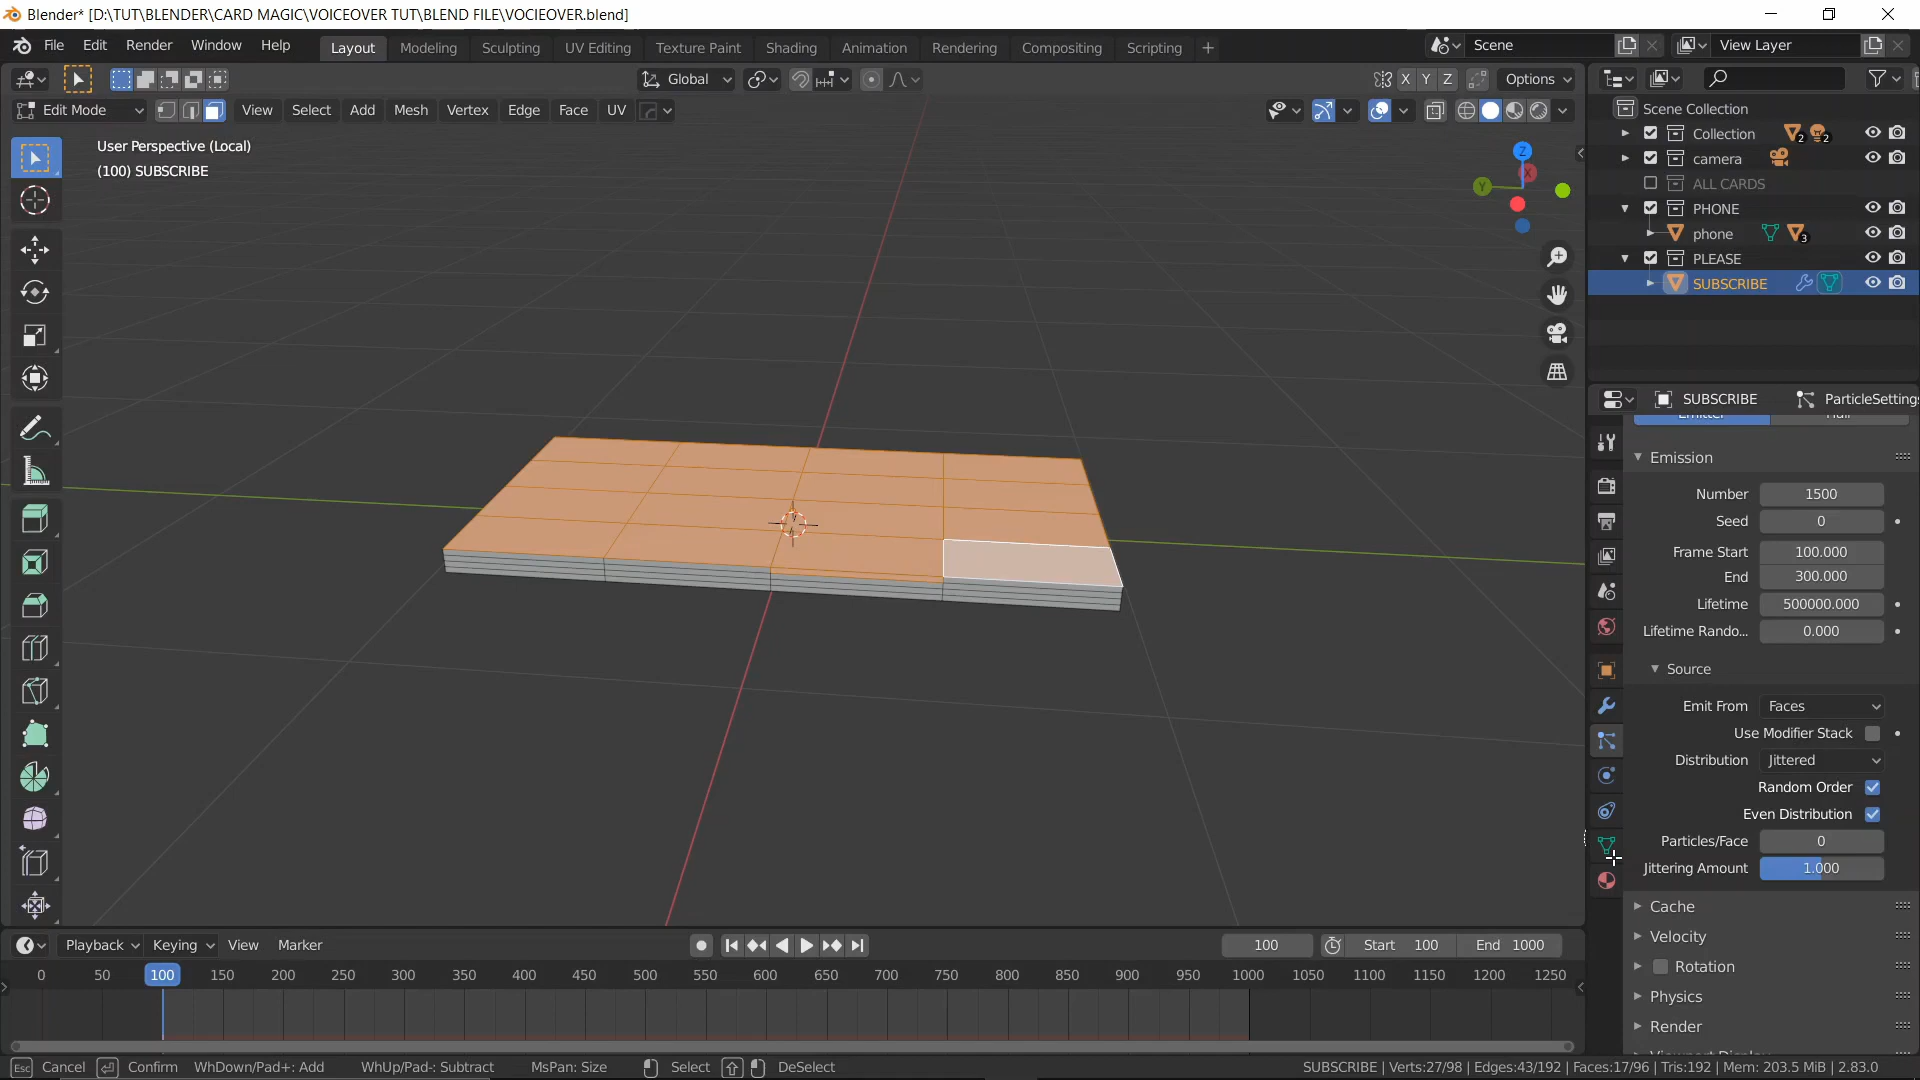 Blender* [D:\TUT\BLENDER\CARD MAGIC\VOICEOVER TUT\BLEND FILE\VOCIEOVER.blend]
File Edit Render Window Help Layout Modeling Sculpting UV Editing Texture Paint Shading Animation Rendering Compositing Scripting + Scene View Layer
Global X Y Z Options
Edit Mode View Select Add Mesh Vertex Edge Face UV
User Perspective (Local)
(100) SUBSCRIBE
Z
X
Y
Scene Collection
Collection 2 2
camera
ALL CARDS
PHONE
phone 3
PLEASE
SUBSCRIBE
SUBSCRIBE ParticleSettings
Emission
Number 1500
Seed 0
Frame Start 100.000
End 300.000
Lifetime 500000.000
Lifetime Rando... 0.000
Source
Emit From Faces
Use Modifier Stack
Distribution Jittered
Random Order
Even Distribution
Particles/Face 0
Jittering Amount 1.000
Cache
Velocity
Rotation
Physics
Render
Playback Keying View Marker 100 Start 100 End 1000
0 50 100 150 200 250 300 350 400 450 500 550 600 650 700 750 800 850 900 950 1000 1050 1100 1150 1200 1250
Esc Cancel Confirm WhDown/Pad+: Add WhUp/Pad-: Subtract MsPan: Size Select DeSelect SUBSCRIBE | Verts:27/98 | Edges:43/192 | Faces:17/96 | Tris:192 | Mem: 203.5 MiB | 2.83.0